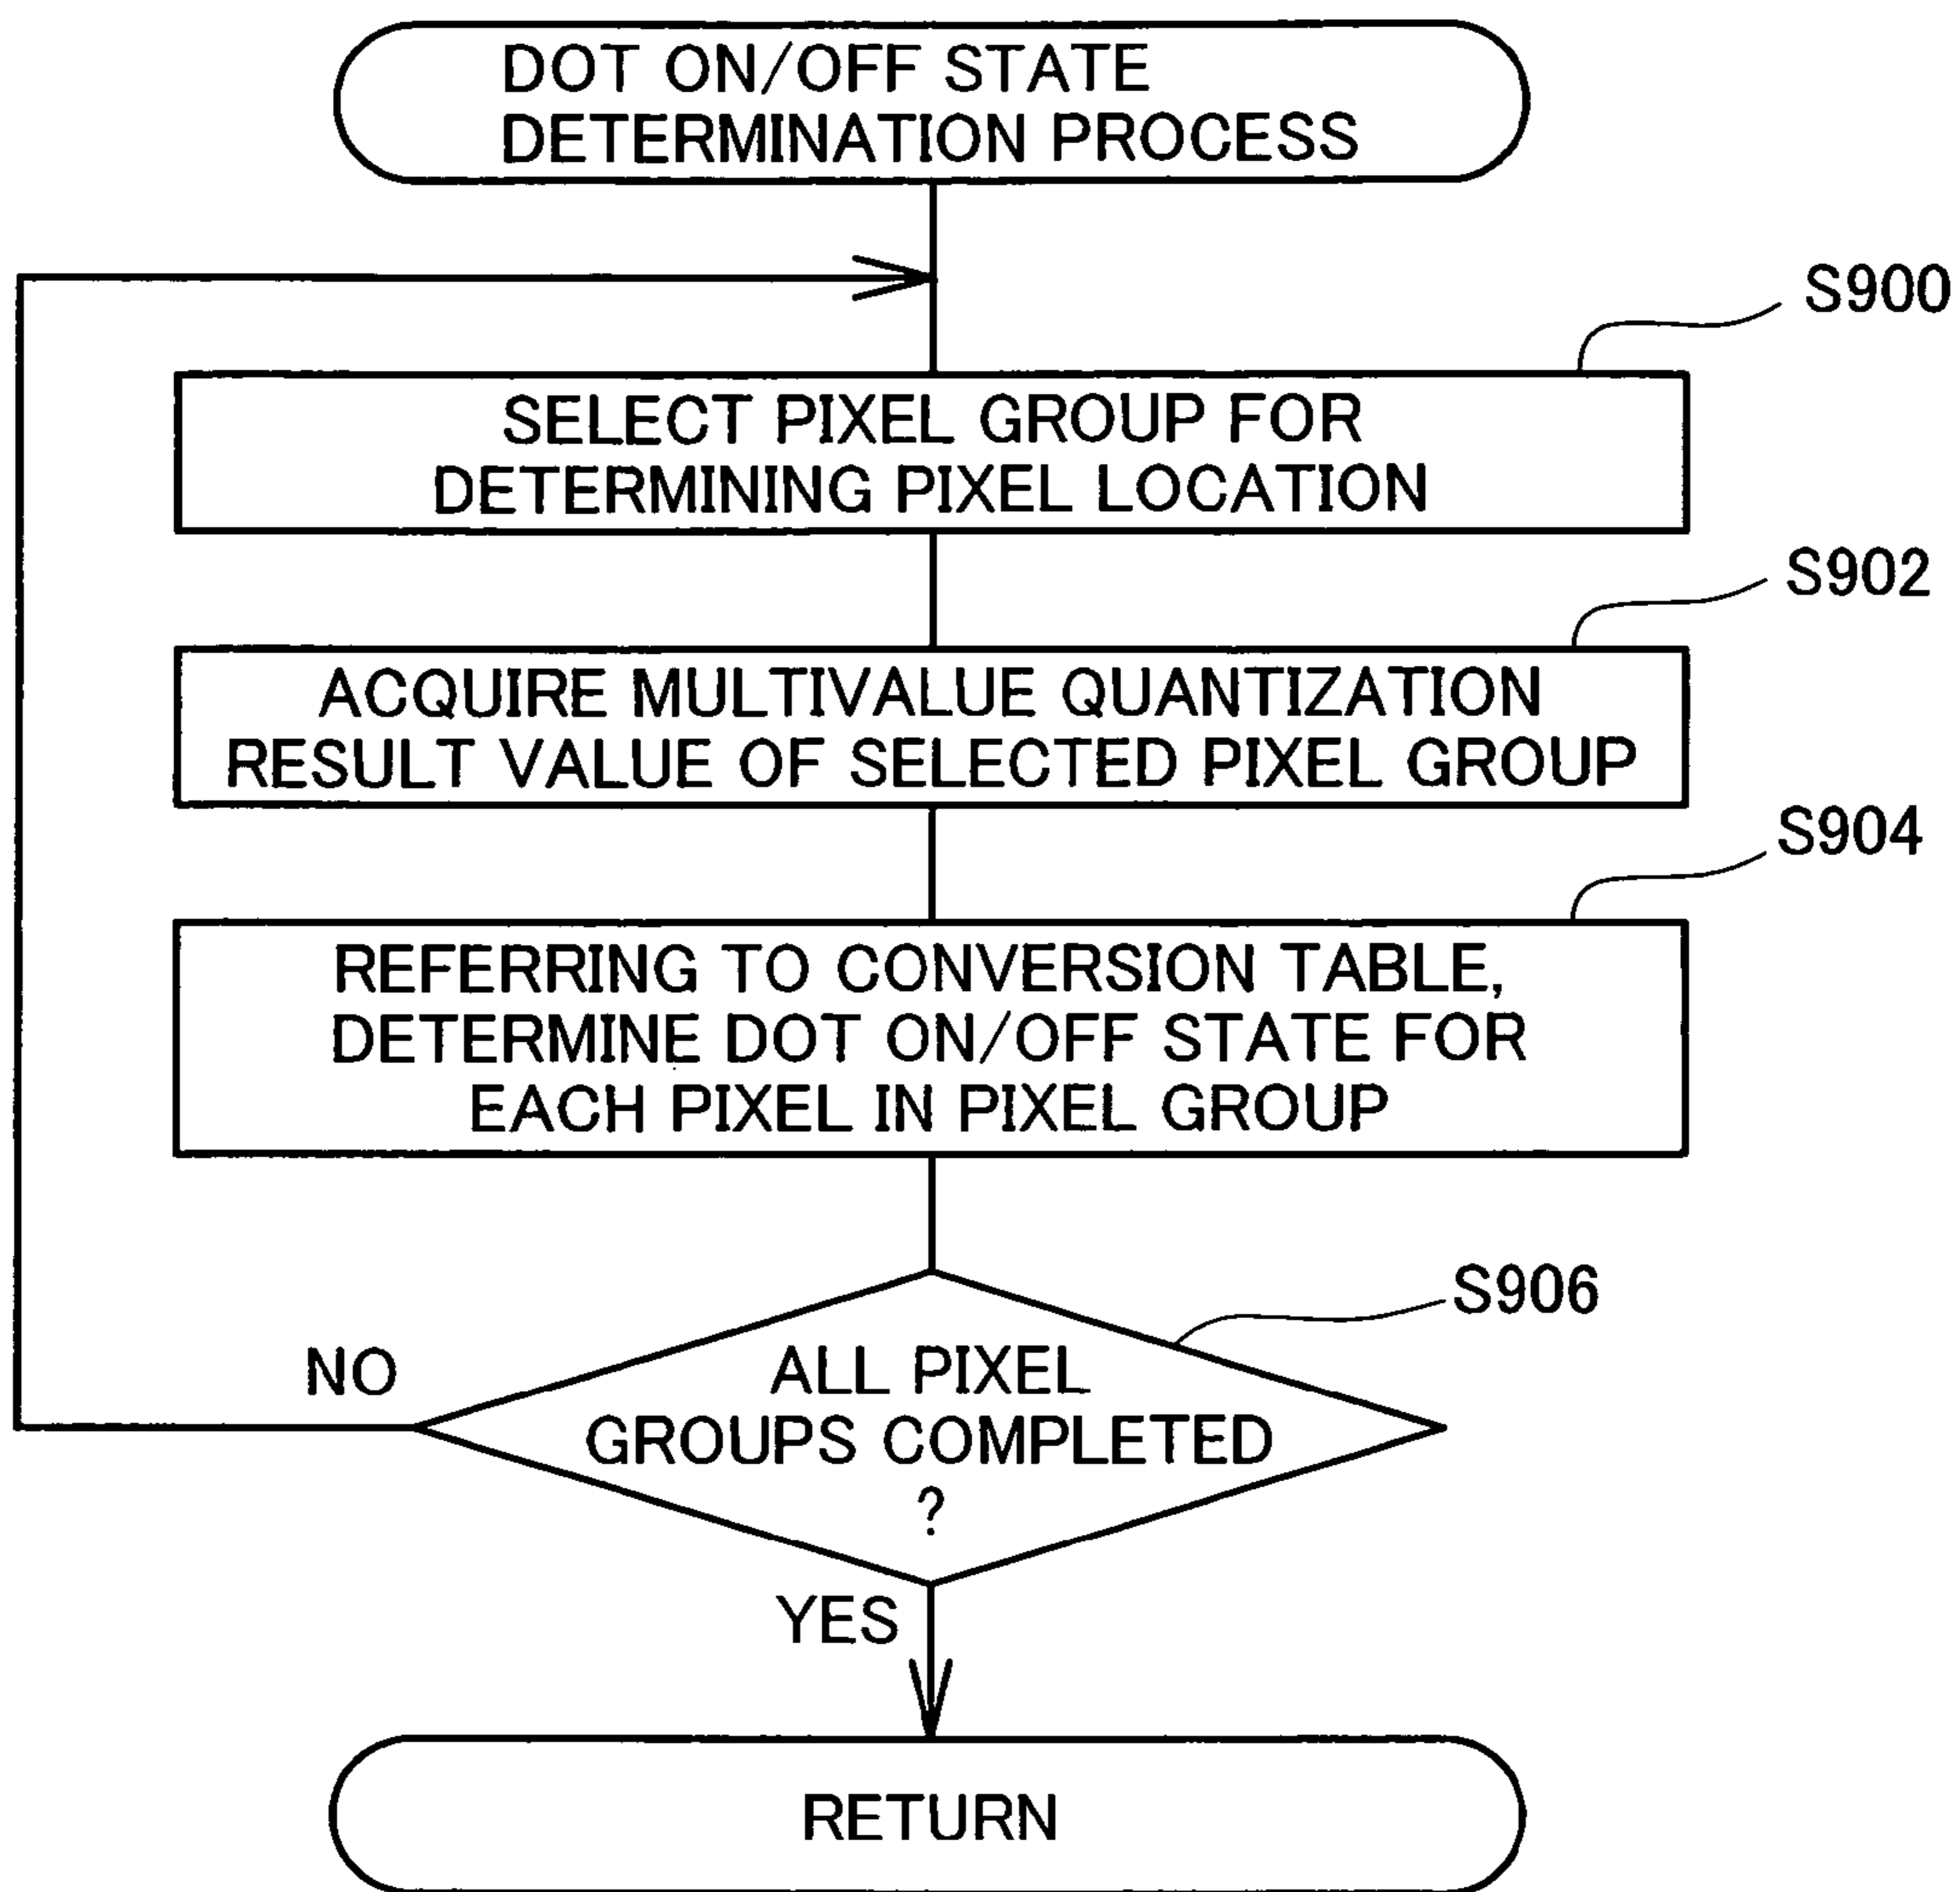 DOT ON/OFF STATE
DETERMINATION PROCESS
S900
SELECT PIXEL GROUP FOR
DETERMINING PIXEL LOCATION
S902
ACQUIRE MULTIVALUE QUANTIZATION
RESULT VALUE OF SELECTED PIXEL GROUP
S904
REFERRING TO CONVERSION TABLE,
DETERMINE DOT ON/OFF STATE FOR
EACH PIXEL IN PIXEL GROUP
S906
NO
ALL PIXEL
GROUPS COMPLETED
?
YES
RETURN